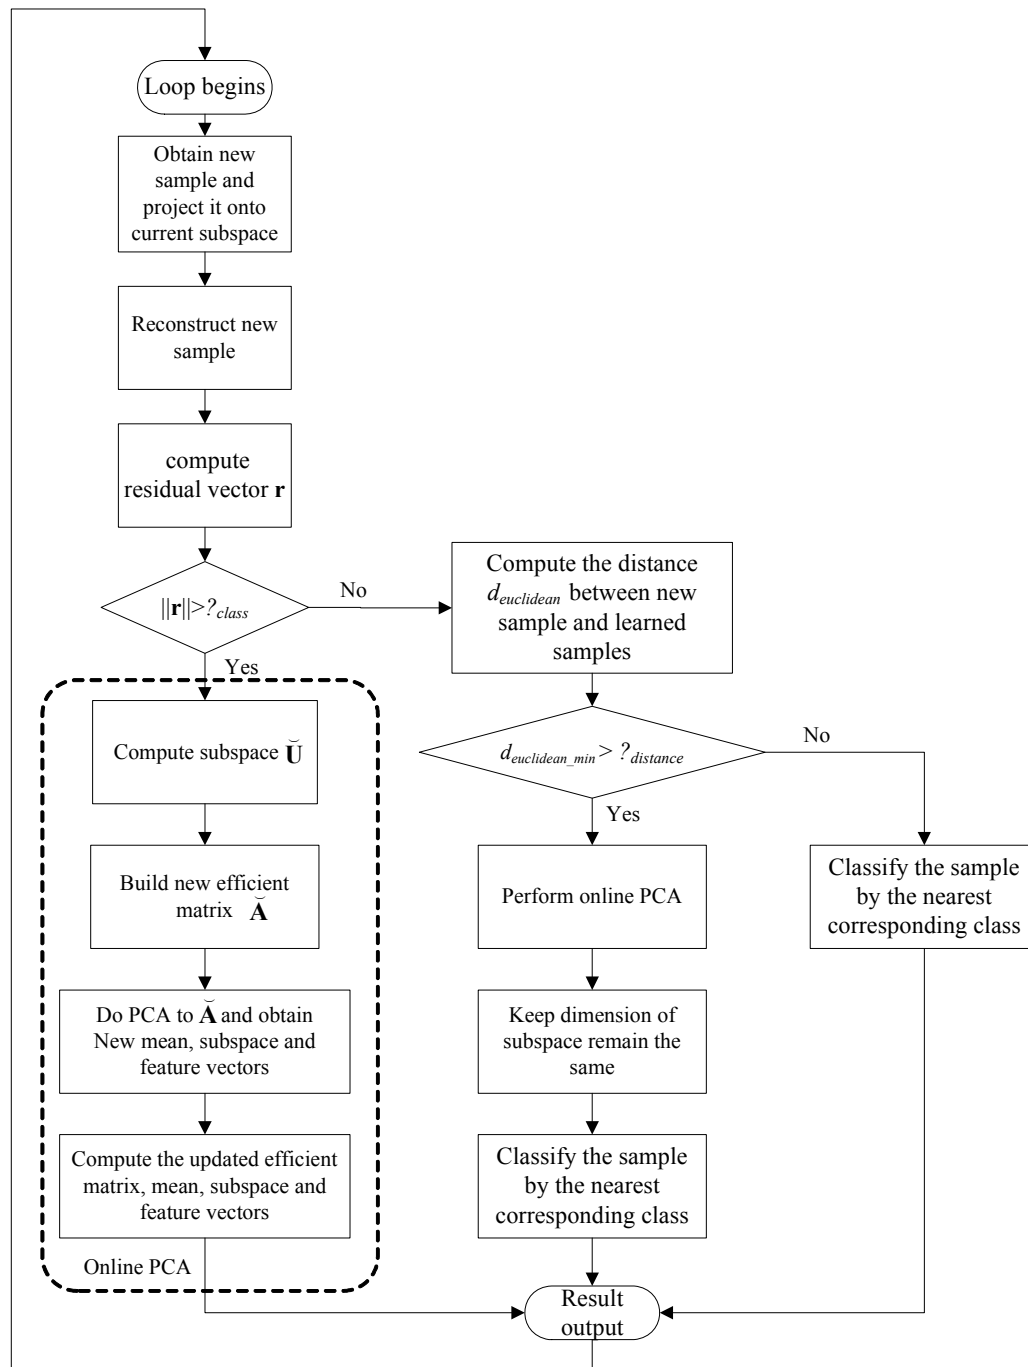 Loop begins
Obtain new
sample and
project it onto
current subspace
Reconstruct new
sample
compute
residual vector r
||r||>?class
No
Yes
Compute the distance
deuclidean between new
sample and learned
samples
Compute subspace Ŭ
deuclidean_min > ?distance
No
Yes
Build new efficient
matrix Ă
Perform online PCA
Classify the sample
by the nearest
corresponding class
Do PCA to Ă and obtain
New mean, subspace and
feature vectors
Keep dimension of
subspace remain the
same
Compute the updated efficient
matrix, mean, subspace and
feature vectors
Classify the sample
by the nearest
corresponding class
Online PCA
Result
output